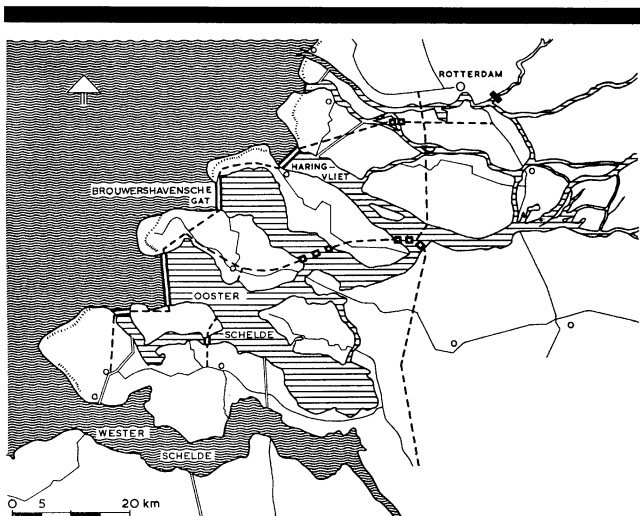 ROTTERDAM
HARING-
VLIET
BROUWERSHAVENSCHE
GAT
OOSTER
SCHELDE
WESTER
SCHELDE
0 5 20 km